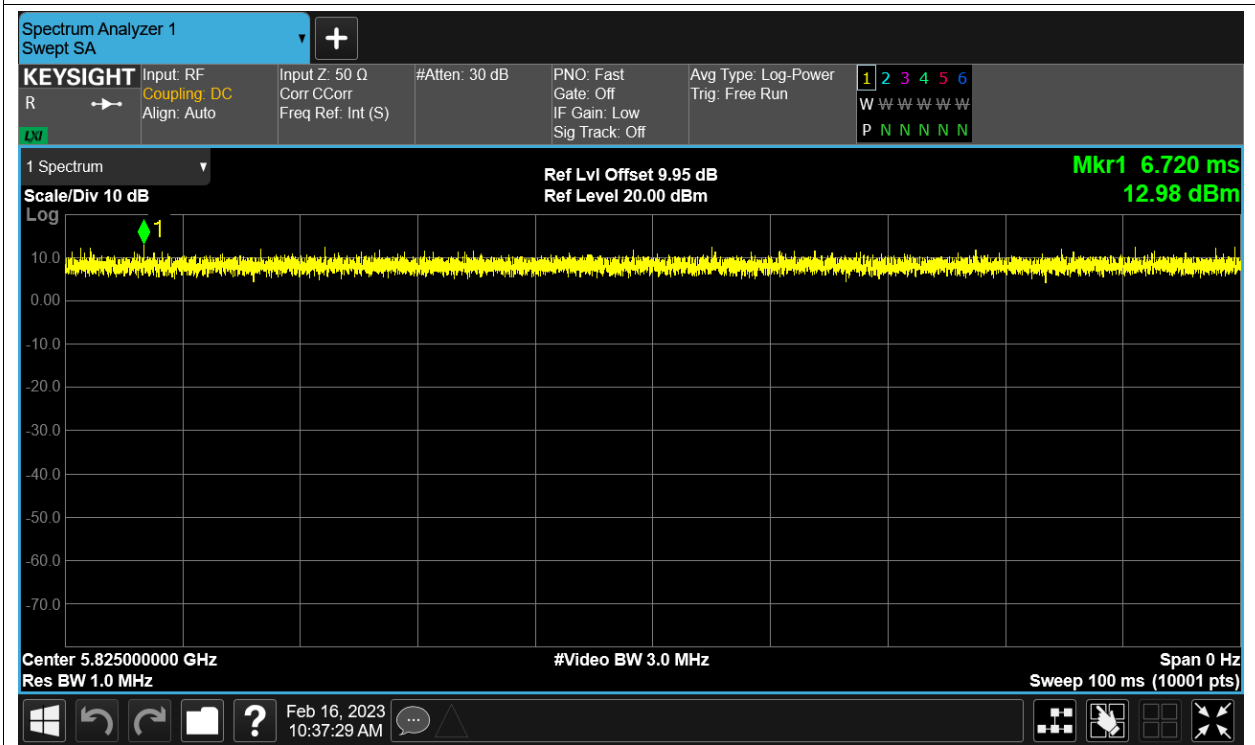 Spectrum Analyzer 1
Swept SA
KEYSIGHT
R
LXI
Input: RF
Coupling: DC
Align: Auto
Input Z: 50 Ω
Corr CCorr
Freq Ref: Int (S)
#Atten: 30 dB
PNO: Fast
Gate: Off
IF Gain: Low
Sig Track: Off
Avg Type: Log-Power
Trig: Free Run
1 2 3 4 5 6
W W W W W W
P N N N N N
1 Spectrum
Scale/Div 10 dB
Log
Ref Lvl Offset 9.95 dB
Ref Level 20.00 dBm
Mkr1 6.720 ms
12.98 dBm
1
10.0
0.00
-10.0
-20.0
-30.0
-40.0
-50.0
-60.0
-70.0
Center 5.825000000 GHz
#Video BW 3.0 MHz
Span 0 Hz
Res BW 1.0 MHz
Sweep 100 ms (10001 pts)
?
Feb 16, 2023
10:37:29 AM